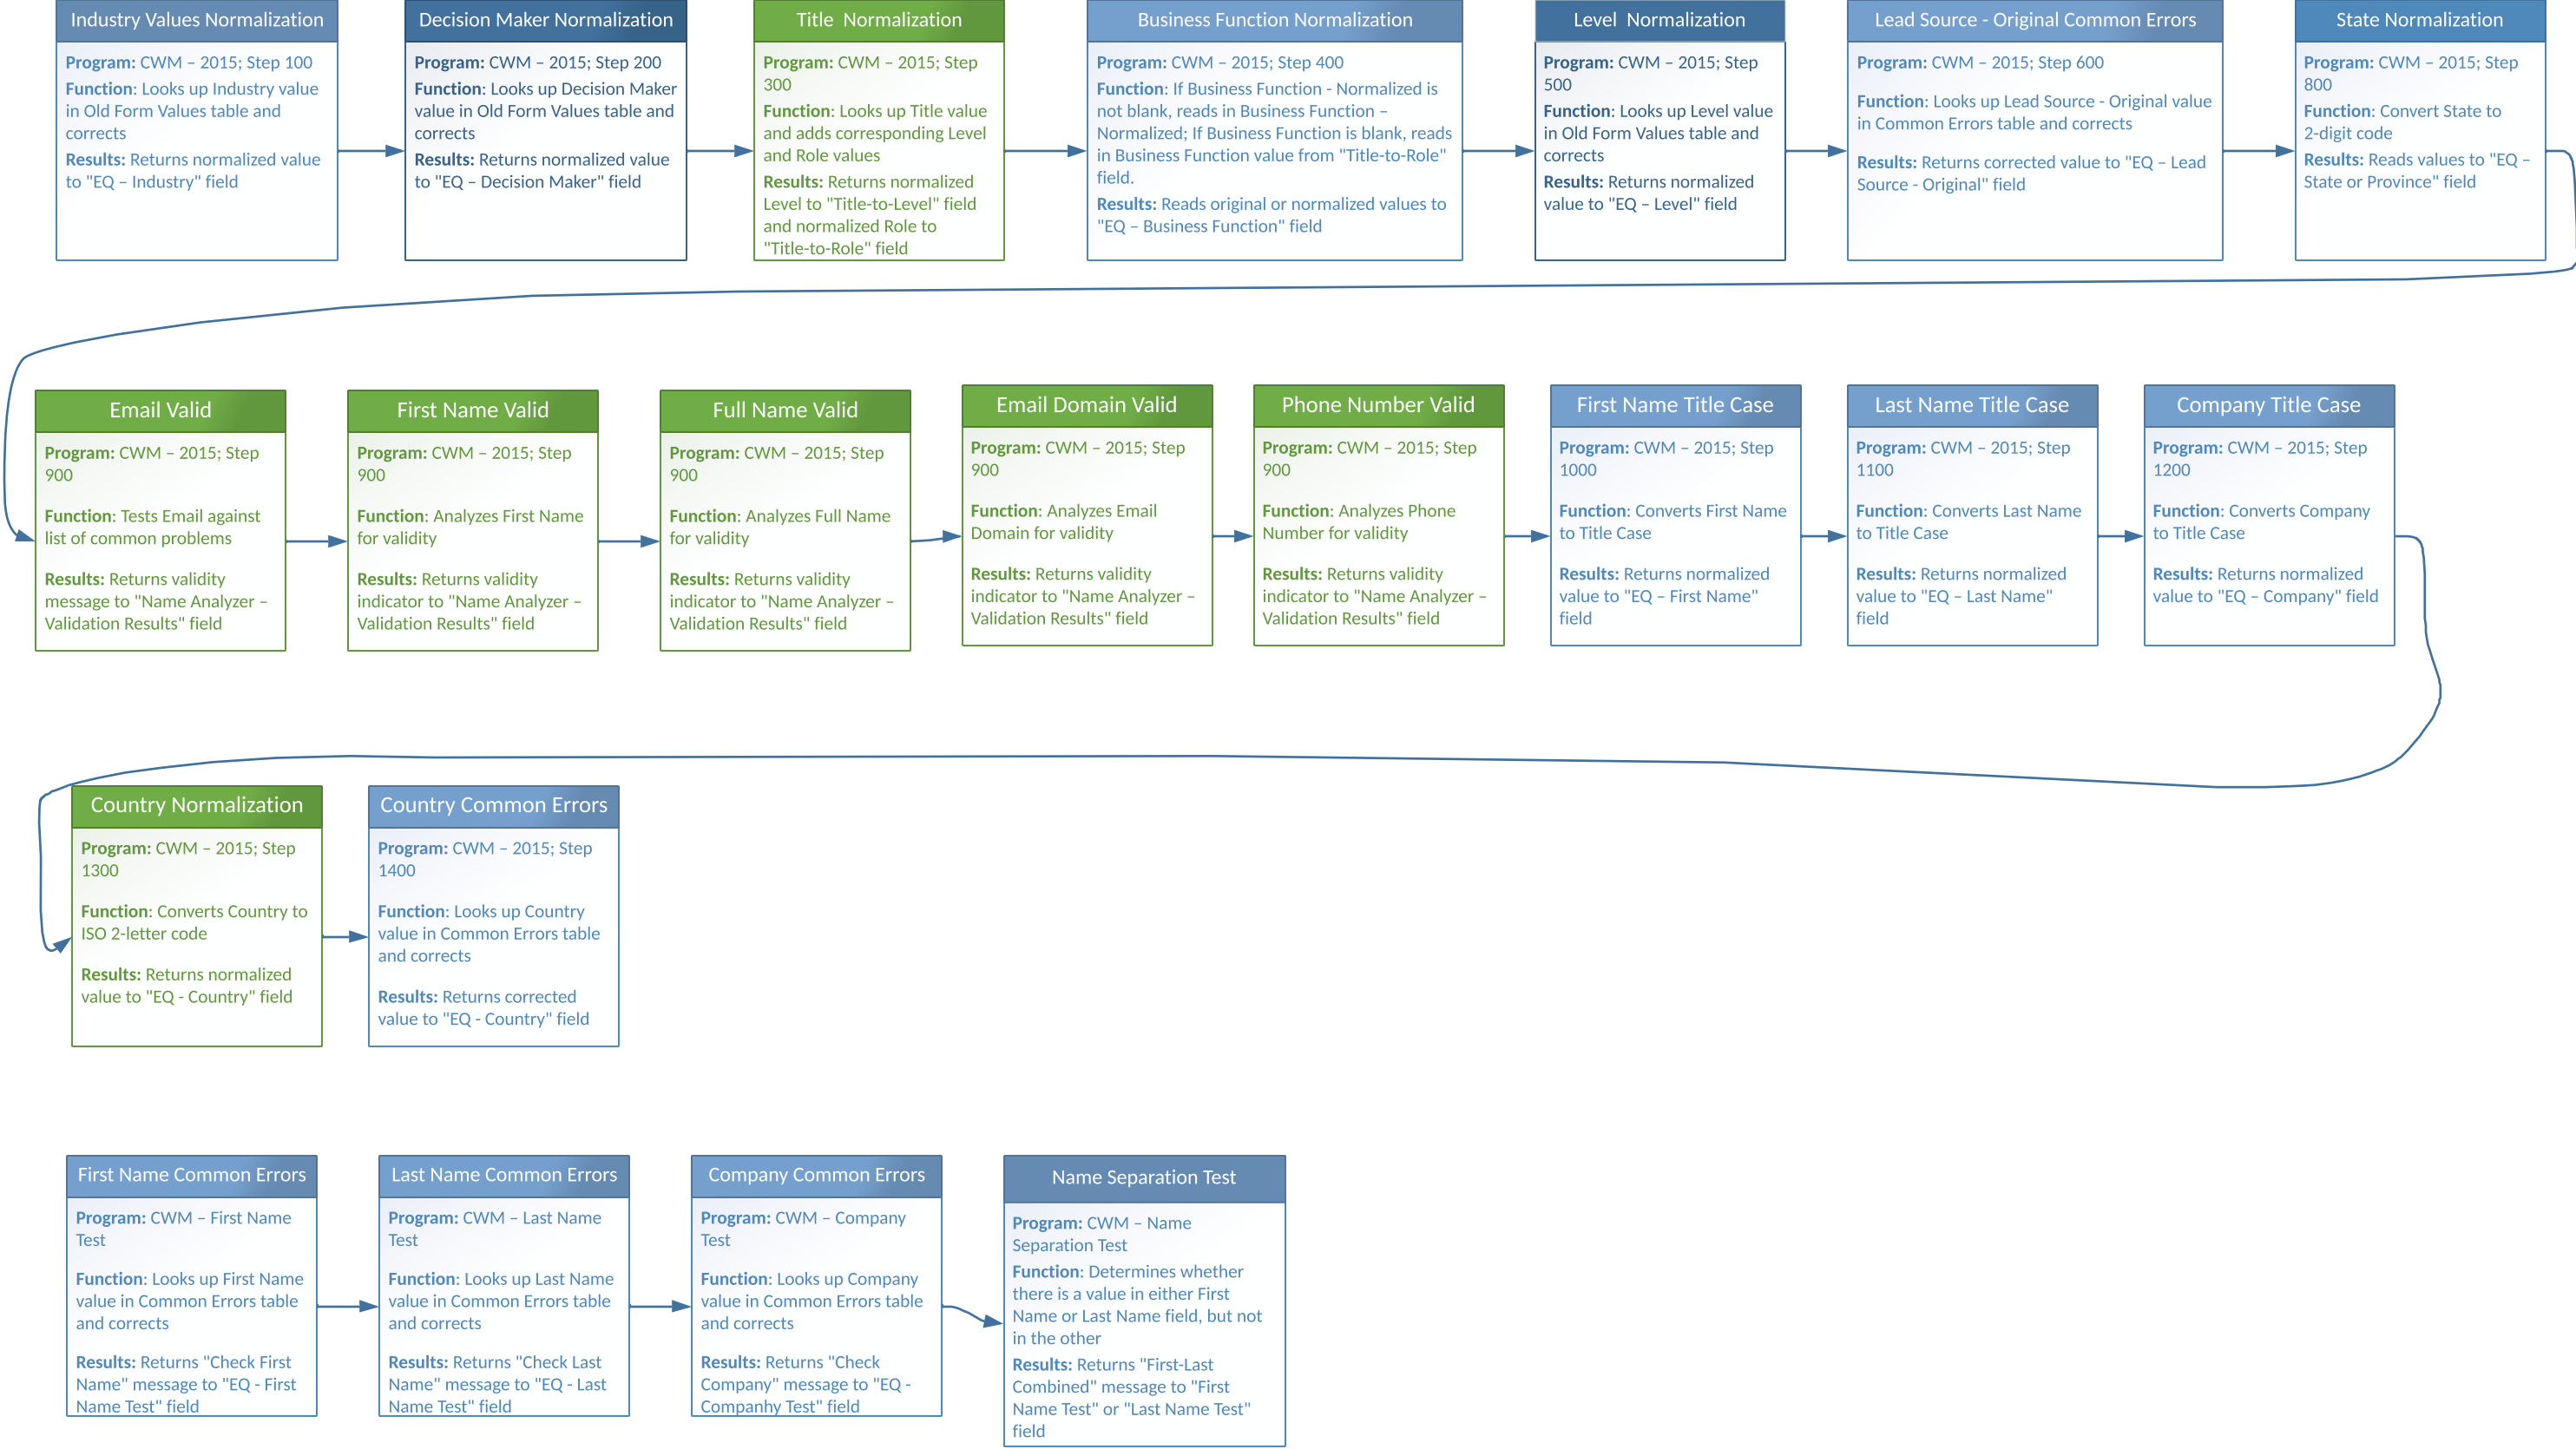 Industry Values Normalization
Program: CWM – 2015; Step 100
Function: Looks up Industry value
in Old Form Values table and
corrects
Results: Returns normalized value
to "EQ – Industry" field
Decision Maker Normalization
Program: CWM – 2015; Step 200
Function: Looks up Decision Maker
value in Old Form Values table and
corrects
Results: Returns normalized value
to "EQ – Decision Maker" field
Title  Normalization
Program: CWM – 2015; Step
300
Function: Looks up Title value
and adds corresponding Level
and Role values
Results: Returns normalized
Level to "Title-to-Level" field
and normalized Role to
"Title-to-Role" field
Business Function Normalization
Program: CWM – 2015; Step 400
Function: If Business Function - Normalized is
not blank, reads in Business Function –
Normalized; If Business Function is blank, reads
in Business Function value from "Title-to-Role"
field.
Results: Reads original or normalized values to
"EQ – Business Function" field
Level  Normalization
Program: CWM – 2015; Step
500
Function: Looks up Level value
in Old Form Values table and
corrects
Results: Returns normalized
value to "EQ – Level" field
Lead Source - Original Common Errors
Program: CWM – 2015; Step 600
Function: Looks up Lead Source - Original value
in Common Errors table and corrects
Results: Returns corrected value to "EQ – Lead
Source - Original" field
State Normalization
Program: CWM – 2015; Step
800
Function: Convert State to
2-digit code
Results: Reads values to "EQ –
State or Province" field
Email Valid
Program: CWM – 2015; Step
900
Function: Tests Email against
list of common problems
Results: Returns validity
message to "Name Analyzer –
Validation Results" field
First Name Valid
Program: CWM – 2015; Step
900
Function: Analyzes First Name
for validity
Results: Returns validity
indicator to "Name Analyzer –
Validation Results" field
Full Name Valid
Program: CWM – 2015; Step
900
Function: Analyzes Full Name
for validity
Results: Returns validity
indicator to "Name Analyzer –
Validation Results" field
Email Domain Valid
Program: CWM – 2015; Step
900
Function: Analyzes Email
Domain for validity
Results: Returns validity
indicator to "Name Analyzer –
Validation Results" field
Phone Number Valid
Program: CWM – 2015; Step
900
Function: Analyzes Phone
Number for validity
Results: Returns validity
indicator to "Name Analyzer –
Validation Results" field
First Name Title Case
Program: CWM – 2015; Step
1000
Function: Converts First Name
to Title Case
Results: Returns normalized
value to "EQ – First Name"
field
Last Name Title Case
Program: CWM – 2015; Step
1100
Function: Converts Last Name
to Title Case
Results: Returns normalized
value to "EQ – Last Name"
field
Company Title Case
Program: CWM – 2015; Step
1200
Function: Converts Company
to Title Case
Results: Returns normalized
value to "EQ – Company" field
Country Normalization
Program: CWM – 2015; Step
1300
Function: Converts Country to
ISO 2-letter code
Results: Returns normalized
value to "EQ - Country" field
Country Common Errors
Program: CWM – 2015; Step
1400
Function: Looks up Country
value in Common Errors table
and corrects
Results: Returns corrected
value to "EQ - Country" field
First Name Common Errors
Program: CWM – First Name
Test
Function: Looks up First Name
value in Common Errors table
and corrects
Results: Returns "Check First
Name" message to "EQ - First
Name Test" field
Last Name Common Errors
Program: CWM – Last Name
Test
Function: Looks up Last Name
value in Common Errors table
and corrects
Results: Returns "Check Last
Name" message to "EQ - Last
Name Test" field
Company Common Errors
Program: CWM – Company
Test
Function: Looks up Company
value in Common Errors table
and corrects
Results: Returns "Check
Company" message to "EQ -
Companhy Test" field
Name Separation Test
Program: CWM – Name
Separation Test
Function: Determines whether
there is a value in either First
Name or Last Name field, but not
in the other
Results: Returns "First-Last
Combined" message to "First
Name Test" or "Last Name Test"
field